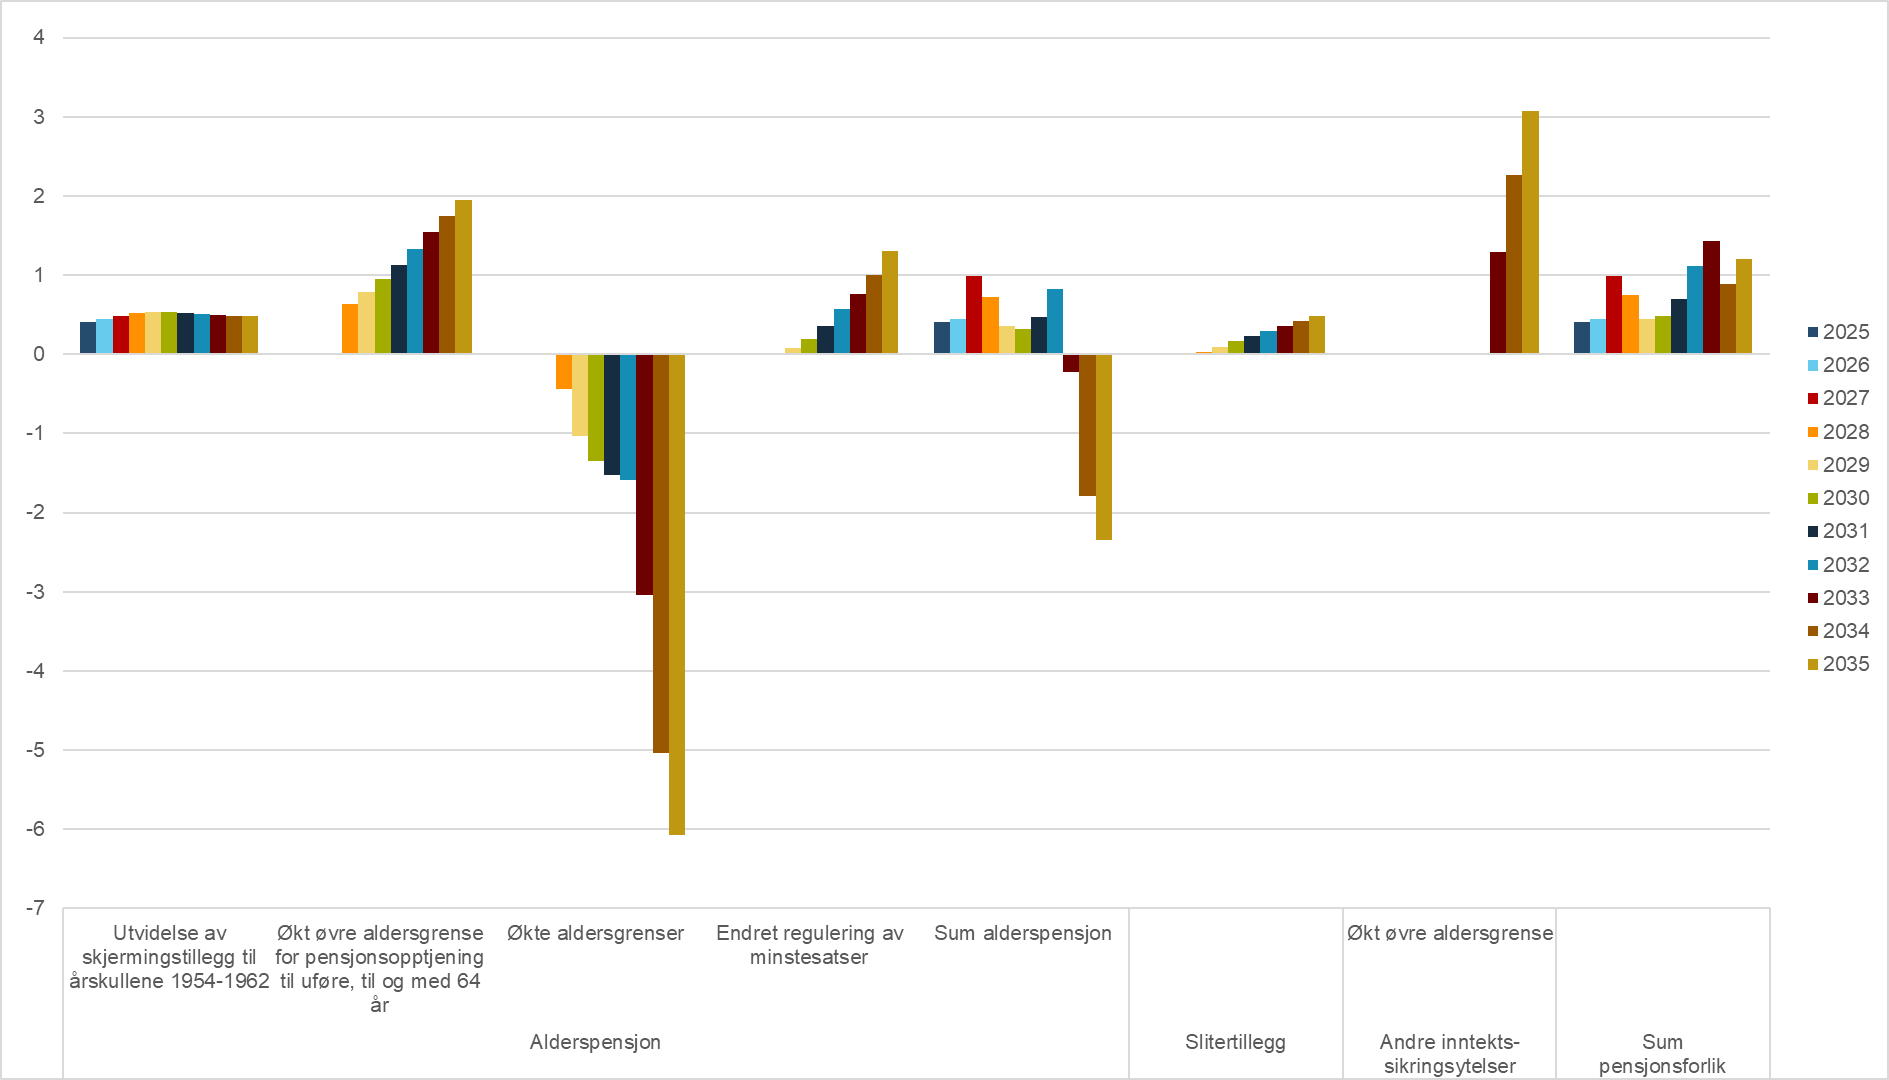 4
3
2
1
0
-1
-2
-3
-4
-5
-6
-7
Utvidelse av
skjermingstillegg til
årskullene 1954-1962
Økt øvre aldersgrense
for pensjonsopptjening
til uføre, til og med 64
år
Økte aldersgrenser
Endret regulering av
minstesatser
Sum alderspensjon
Økt øvre aldersgrense
Alderspensjon
Slitertillegg
Andre inntekts-
sikringsytelser
Sum
pensjonsforlik
2025
2026
2027
2028
2029
2030
2031
2032
2033
2034
2035